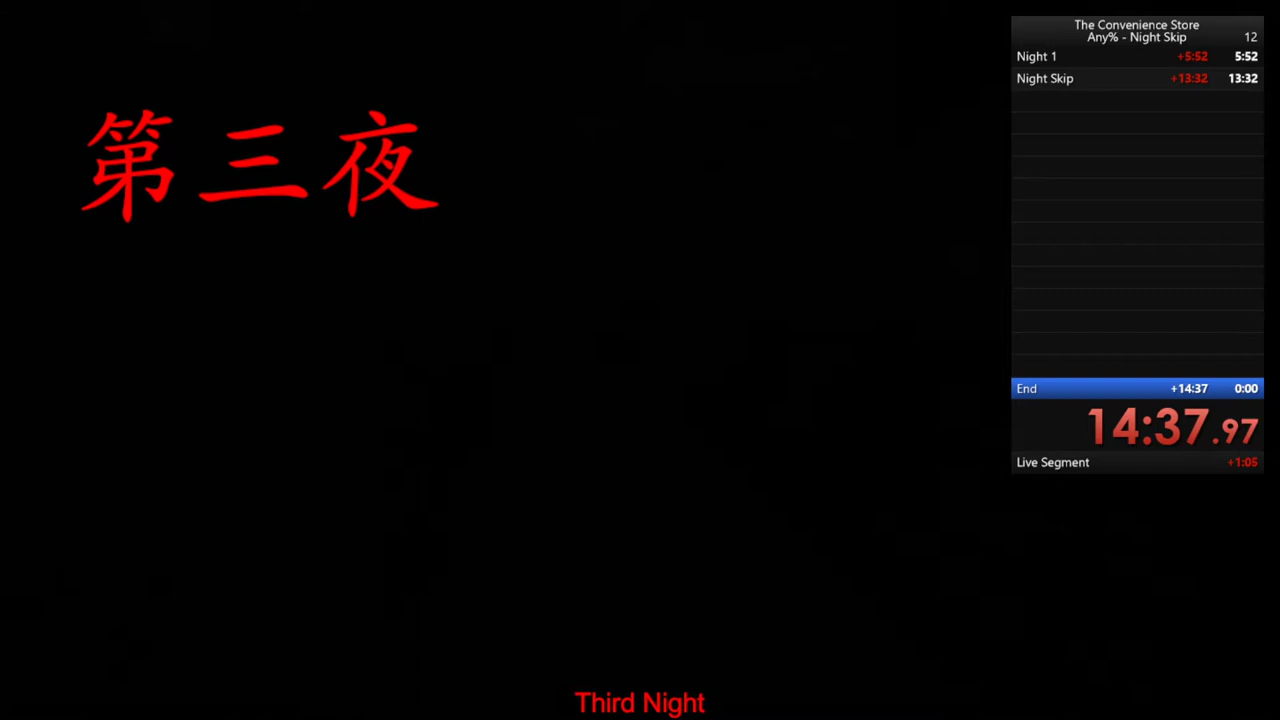 第三夜
The Convenience Store
Any% - Night Skip 12
Night 1 +5:52 5:52
Night Skip +13:32 13:32
End +14:37 0:00
14:37.97
Live Segment +1:05
Third Night